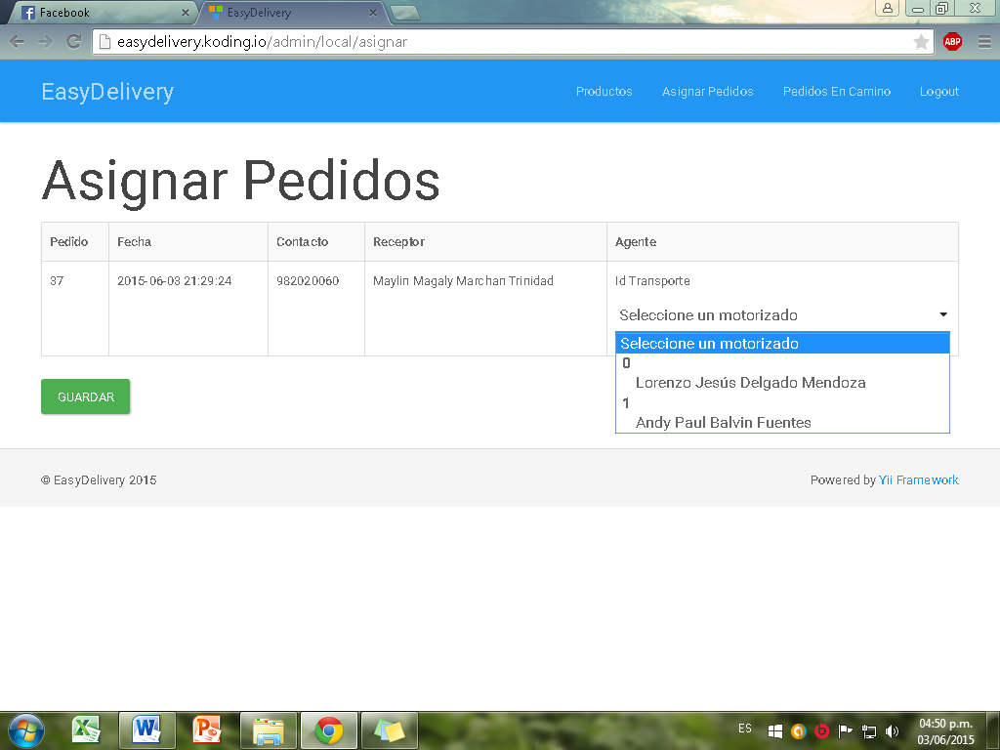 Facebook
EasyDelivery
easydelivery.koding.io/admin/local/asignar
ABP
EasyDelivery
Productos
Asignar Pedidos
Pedidos En Camino
Logout
Asignar Pedidos
Pedido Fecha Contacto Receptor Agente
37 2015-06-03 21:29:24 982020060 Maylin Magaly Marchan Trinidad Id Transporte
Seleccione un motorizado
Seleccione un motorizado
0
Lorenzo Jesús Delgado Mendoza
1
Andy Paul Balvin Fuentes
GUARDAR
© EasyDelivery 2015
Powered by Yii Framework
ES
04:50 p.m.
03/06/2015